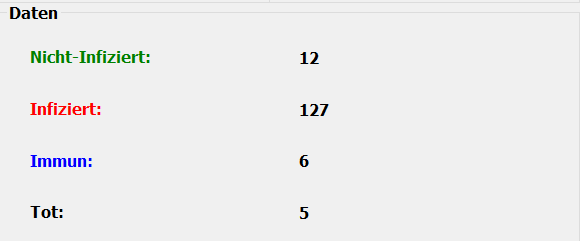 Daten
Nicht-Infiziert: 12
Infiziert: 127
Immun: 6
Tot: 5